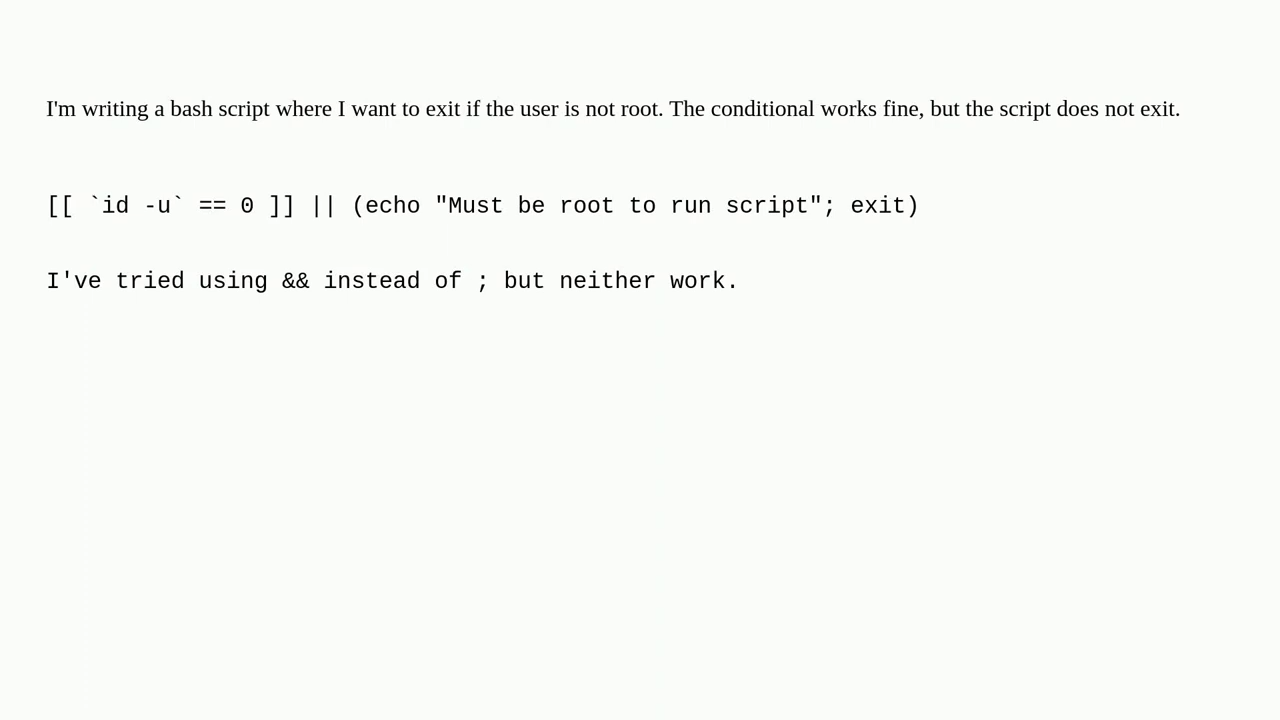 I'm writing a bash script where I want to exit if the user is not root. The conditional works fine, but the script does not exit.
[[ `id -u` == 0 ]] || (echo "Must be root to run script"; exit)
I've tried using && instead of ; but neither work.